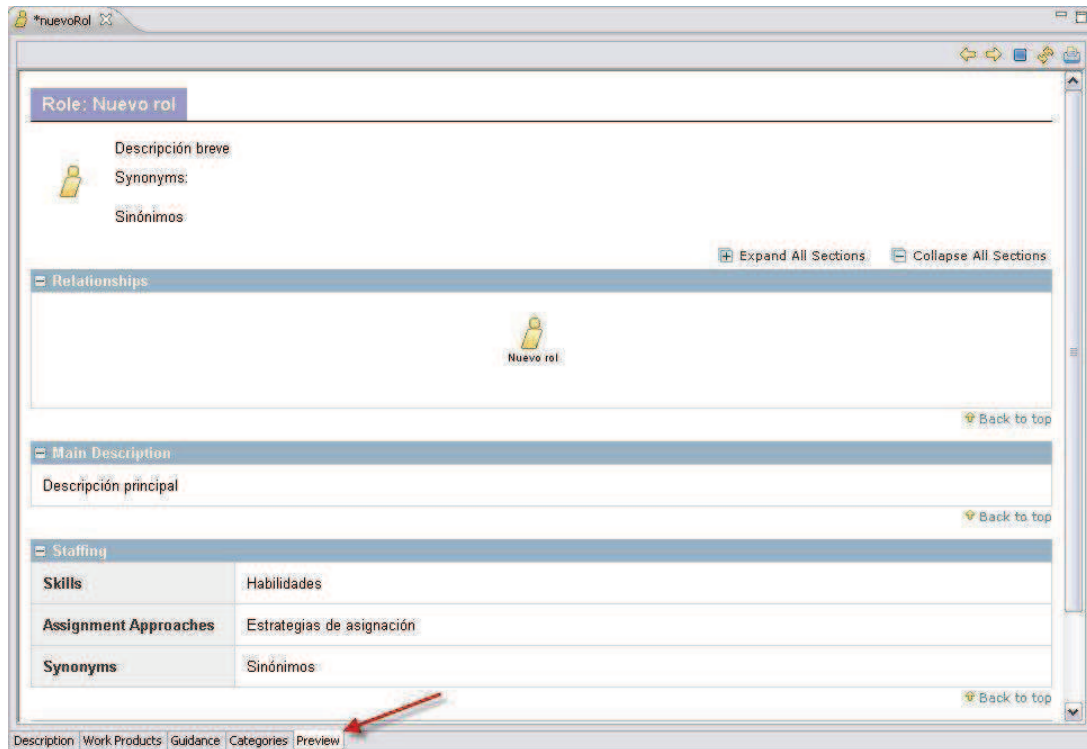 *nuevoRol
Role: Nuevo rol
Descripción breve
Synonyms:
Sinónimos
Expand All Sections Collapse All Sections
Relationships
Nuevo rol
Back to top
Main Description
Descripción principal
Back to top
Staffing
Skills Habilidades
Assignment Approaches Estrategias de asignación
Synonyms Sinónimos
Back to top
Description Work Products Guidance Categories Preview